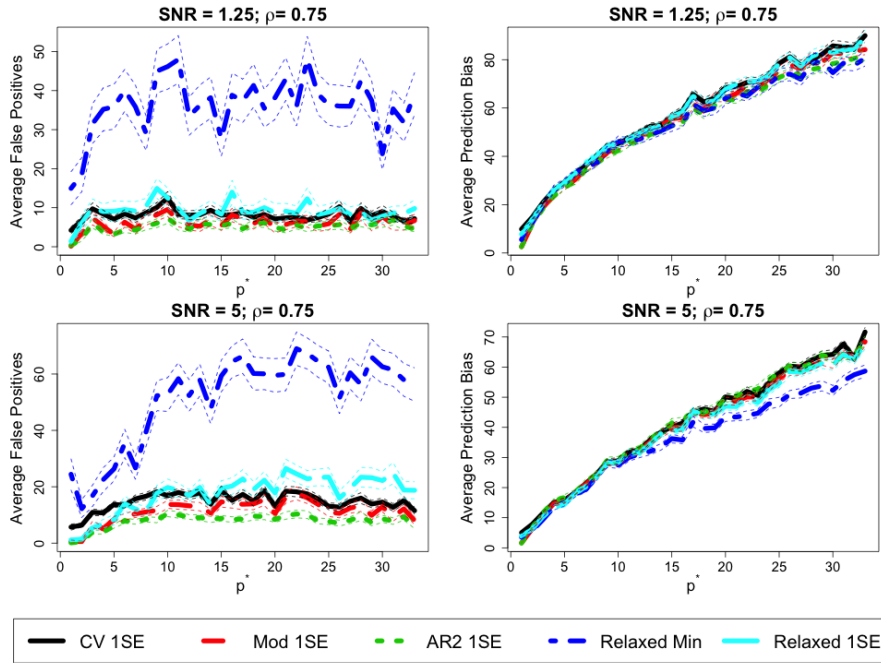 SNR = 1.25; ρ= 0.75
Average False Positives
0 10 20 30 40 50
0 5 10 15 20 25 30
p*
SNR = 1.25; ρ= 0.75
Average Prediction Bias
0 20 40 60 80
0 5 10 15 20 25 30
p*
SNR = 5; ρ= 0.75
Average False Positives
0 20 40 60
0 5 10 15 20 25 30
p*
SNR = 5; ρ= 0.75
Average Prediction Bias
0 10 20 30 40 50 60 70
0 5 10 15 20 25 30
p*
CV 1SE Mod 1SE AR2 1SE Relaxed Min Relaxed 1SE